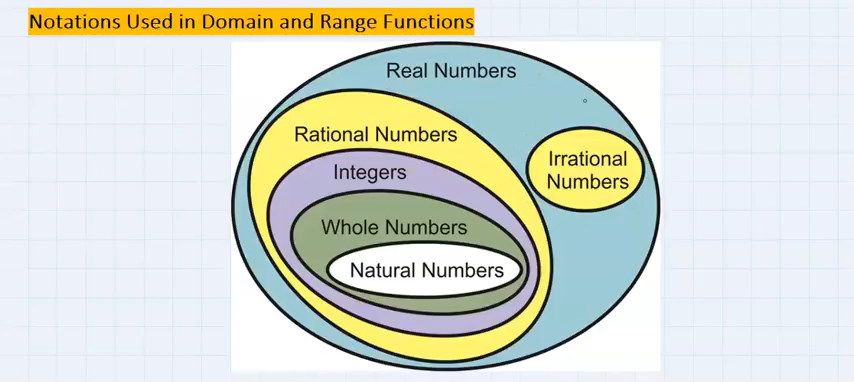 Notations Used in Domain and Range Functions
Real Numbers
Rational Numbers
Irrational
Numbers
Integers
Whole Numbers
Natural Numbers